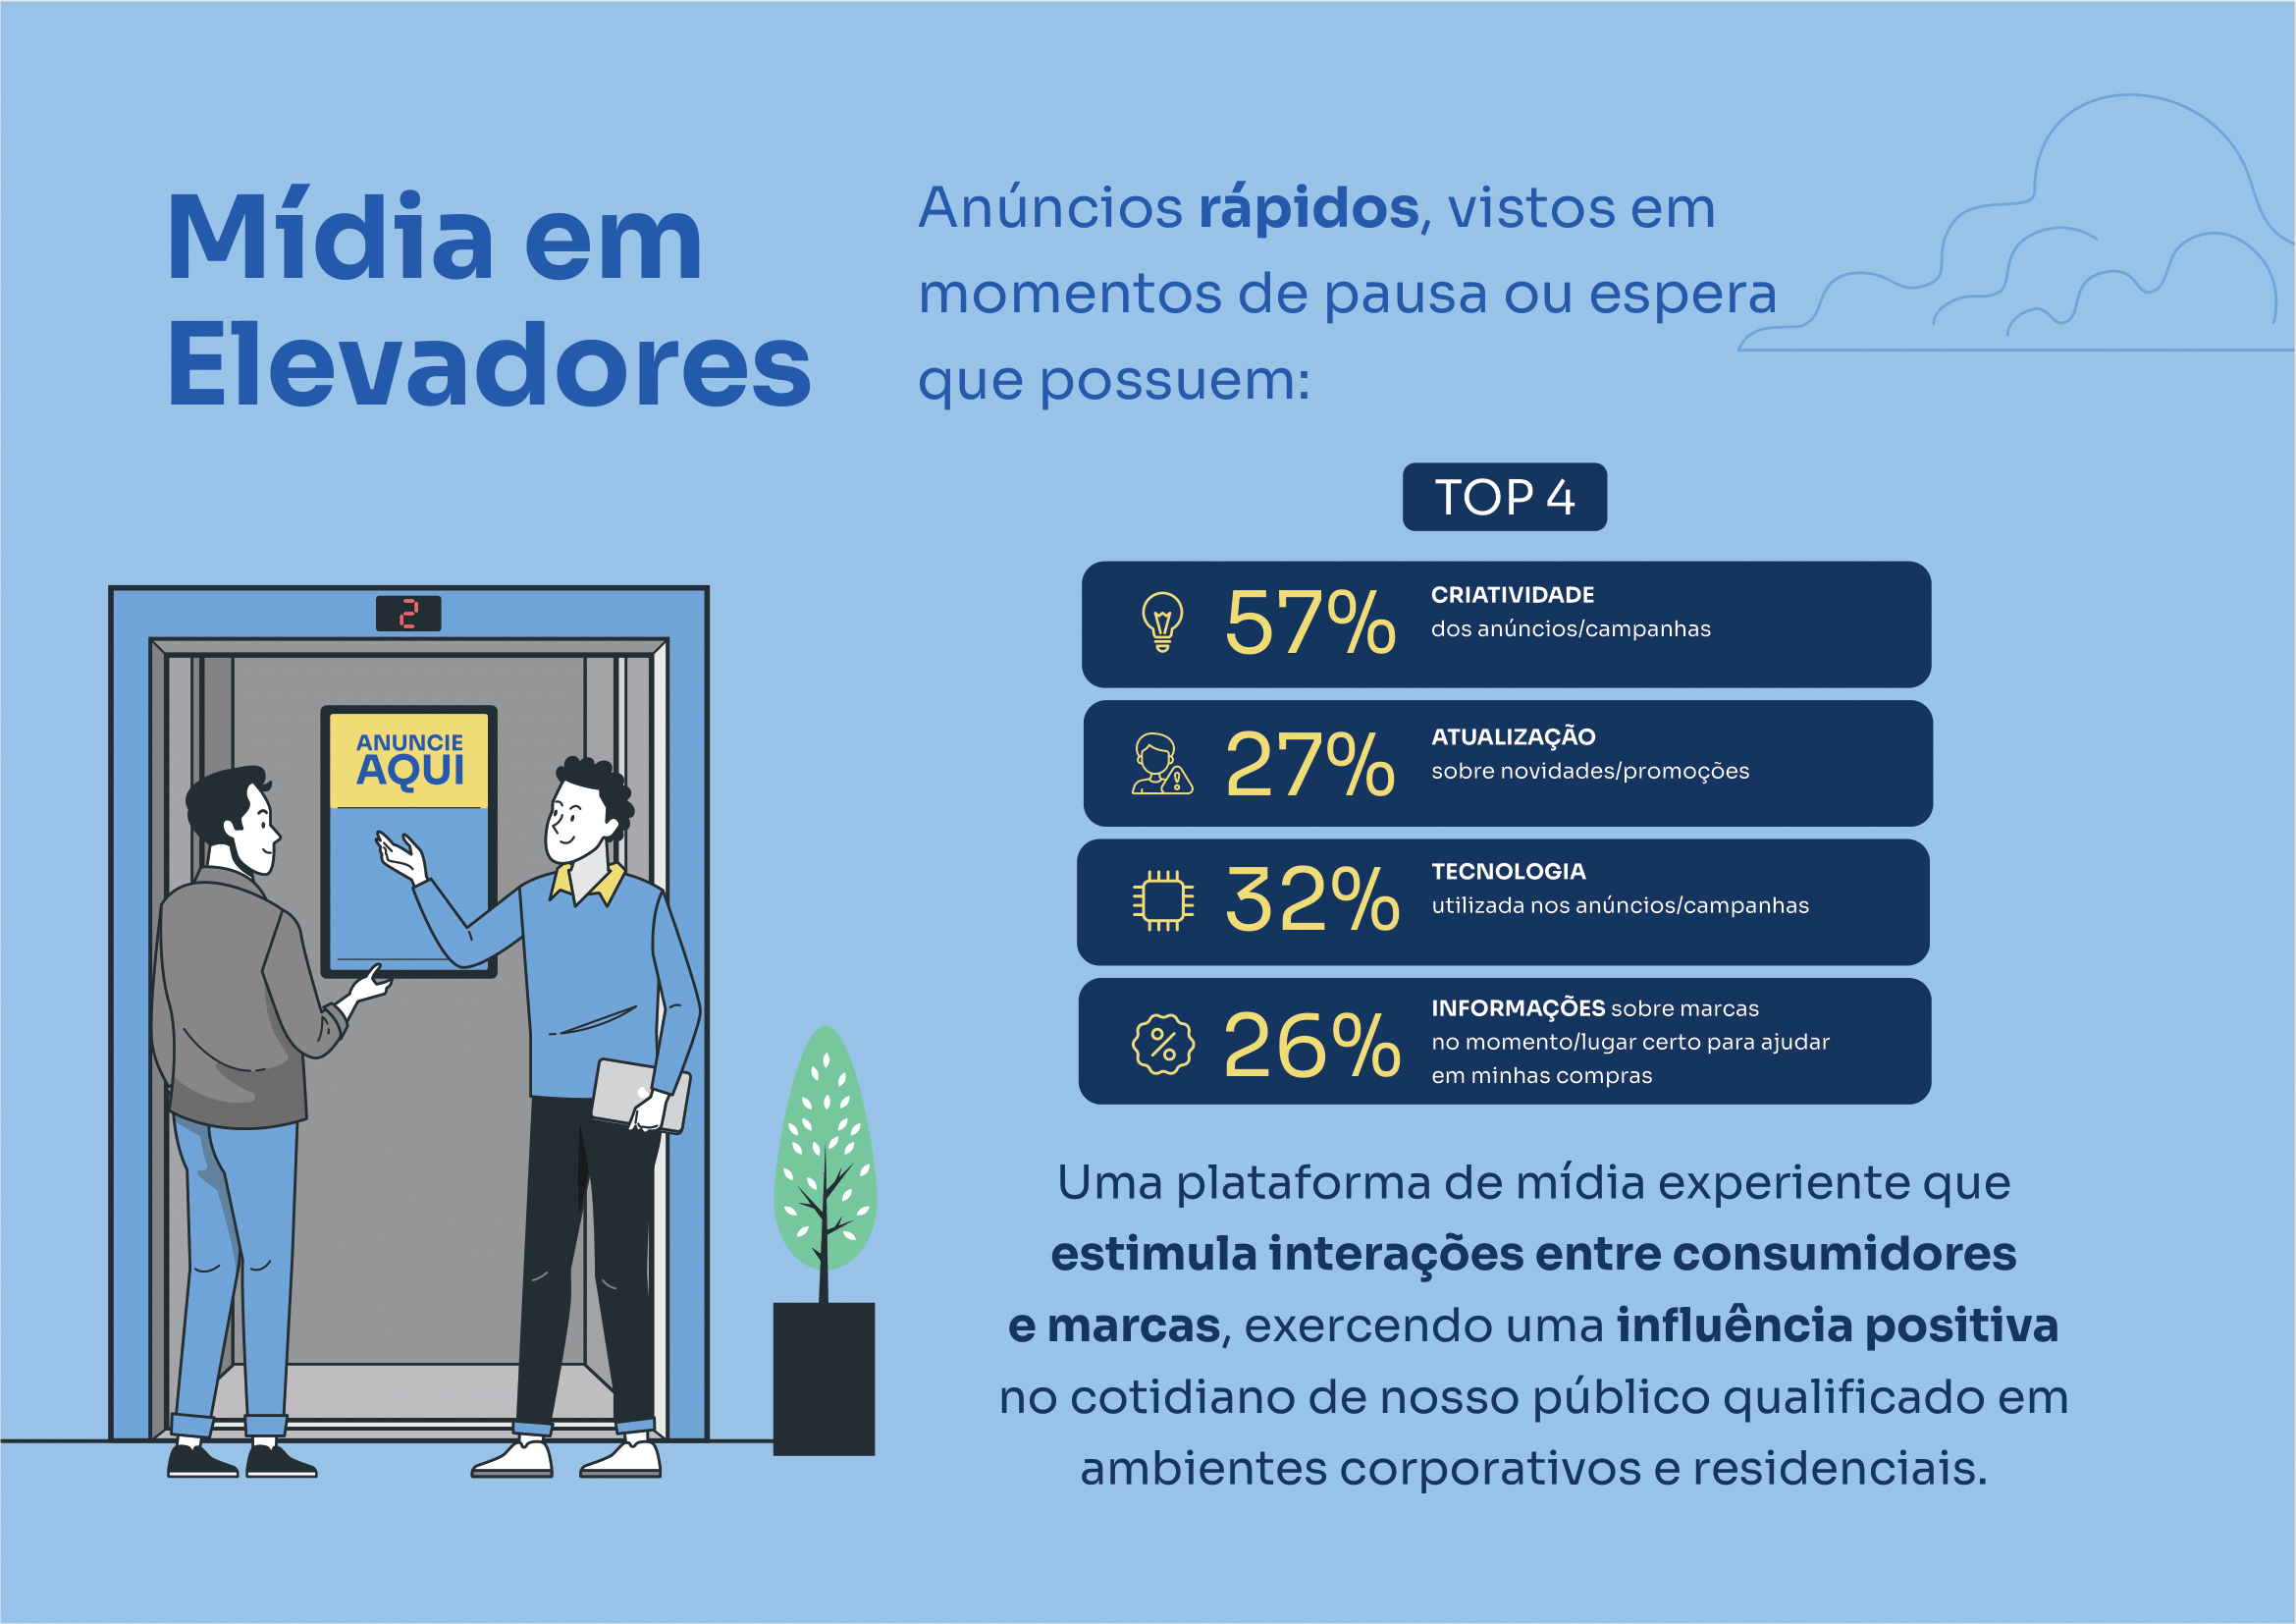 Mídia em
Elevadores
Anúncios rápidos, vistos em
momentos de pausa ou espera
que possuem:
TOP 4
57%
CRIATIVIDADE
dos anúncios/campanhas
27%
ATUALIZAÇÃO
sobre novidades/promoções
32%
TECNOLOGIA
utilizada nos anúncios/campanhas
26%
INFORMAÇÕES sobre marcas
no momento/lugar certo para ajudar
em minhas compras
2
ANUNCIE
AQUI
Uma plataforma de mídia experiente que
estimula interações entre consumidores
e marcas, exercendo uma influência positiva
no cotidiano de nosso público qualificado em
ambientes corporativos e residenciais.